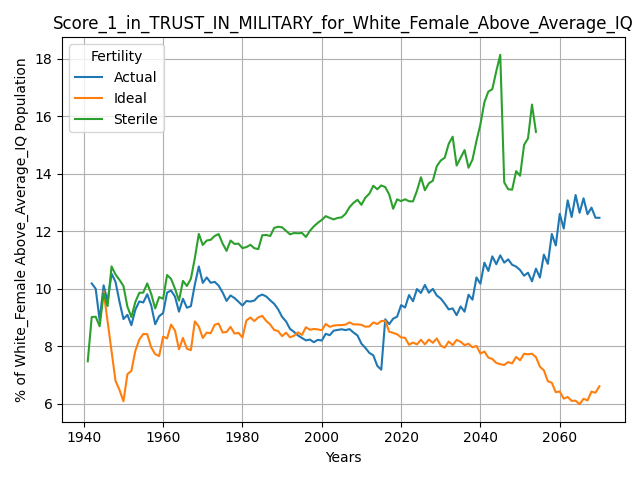 Score_1_in_TRUST_IN_MILITARY_for_White_Female_Above_Average_IQ
% of White_Female Above_Average_IQ Population
18
16
14
12
10
8
6
Fertility
Actual
Ideal
Sterile
1940 1960 1980 2000 2020 2040 2060
Years